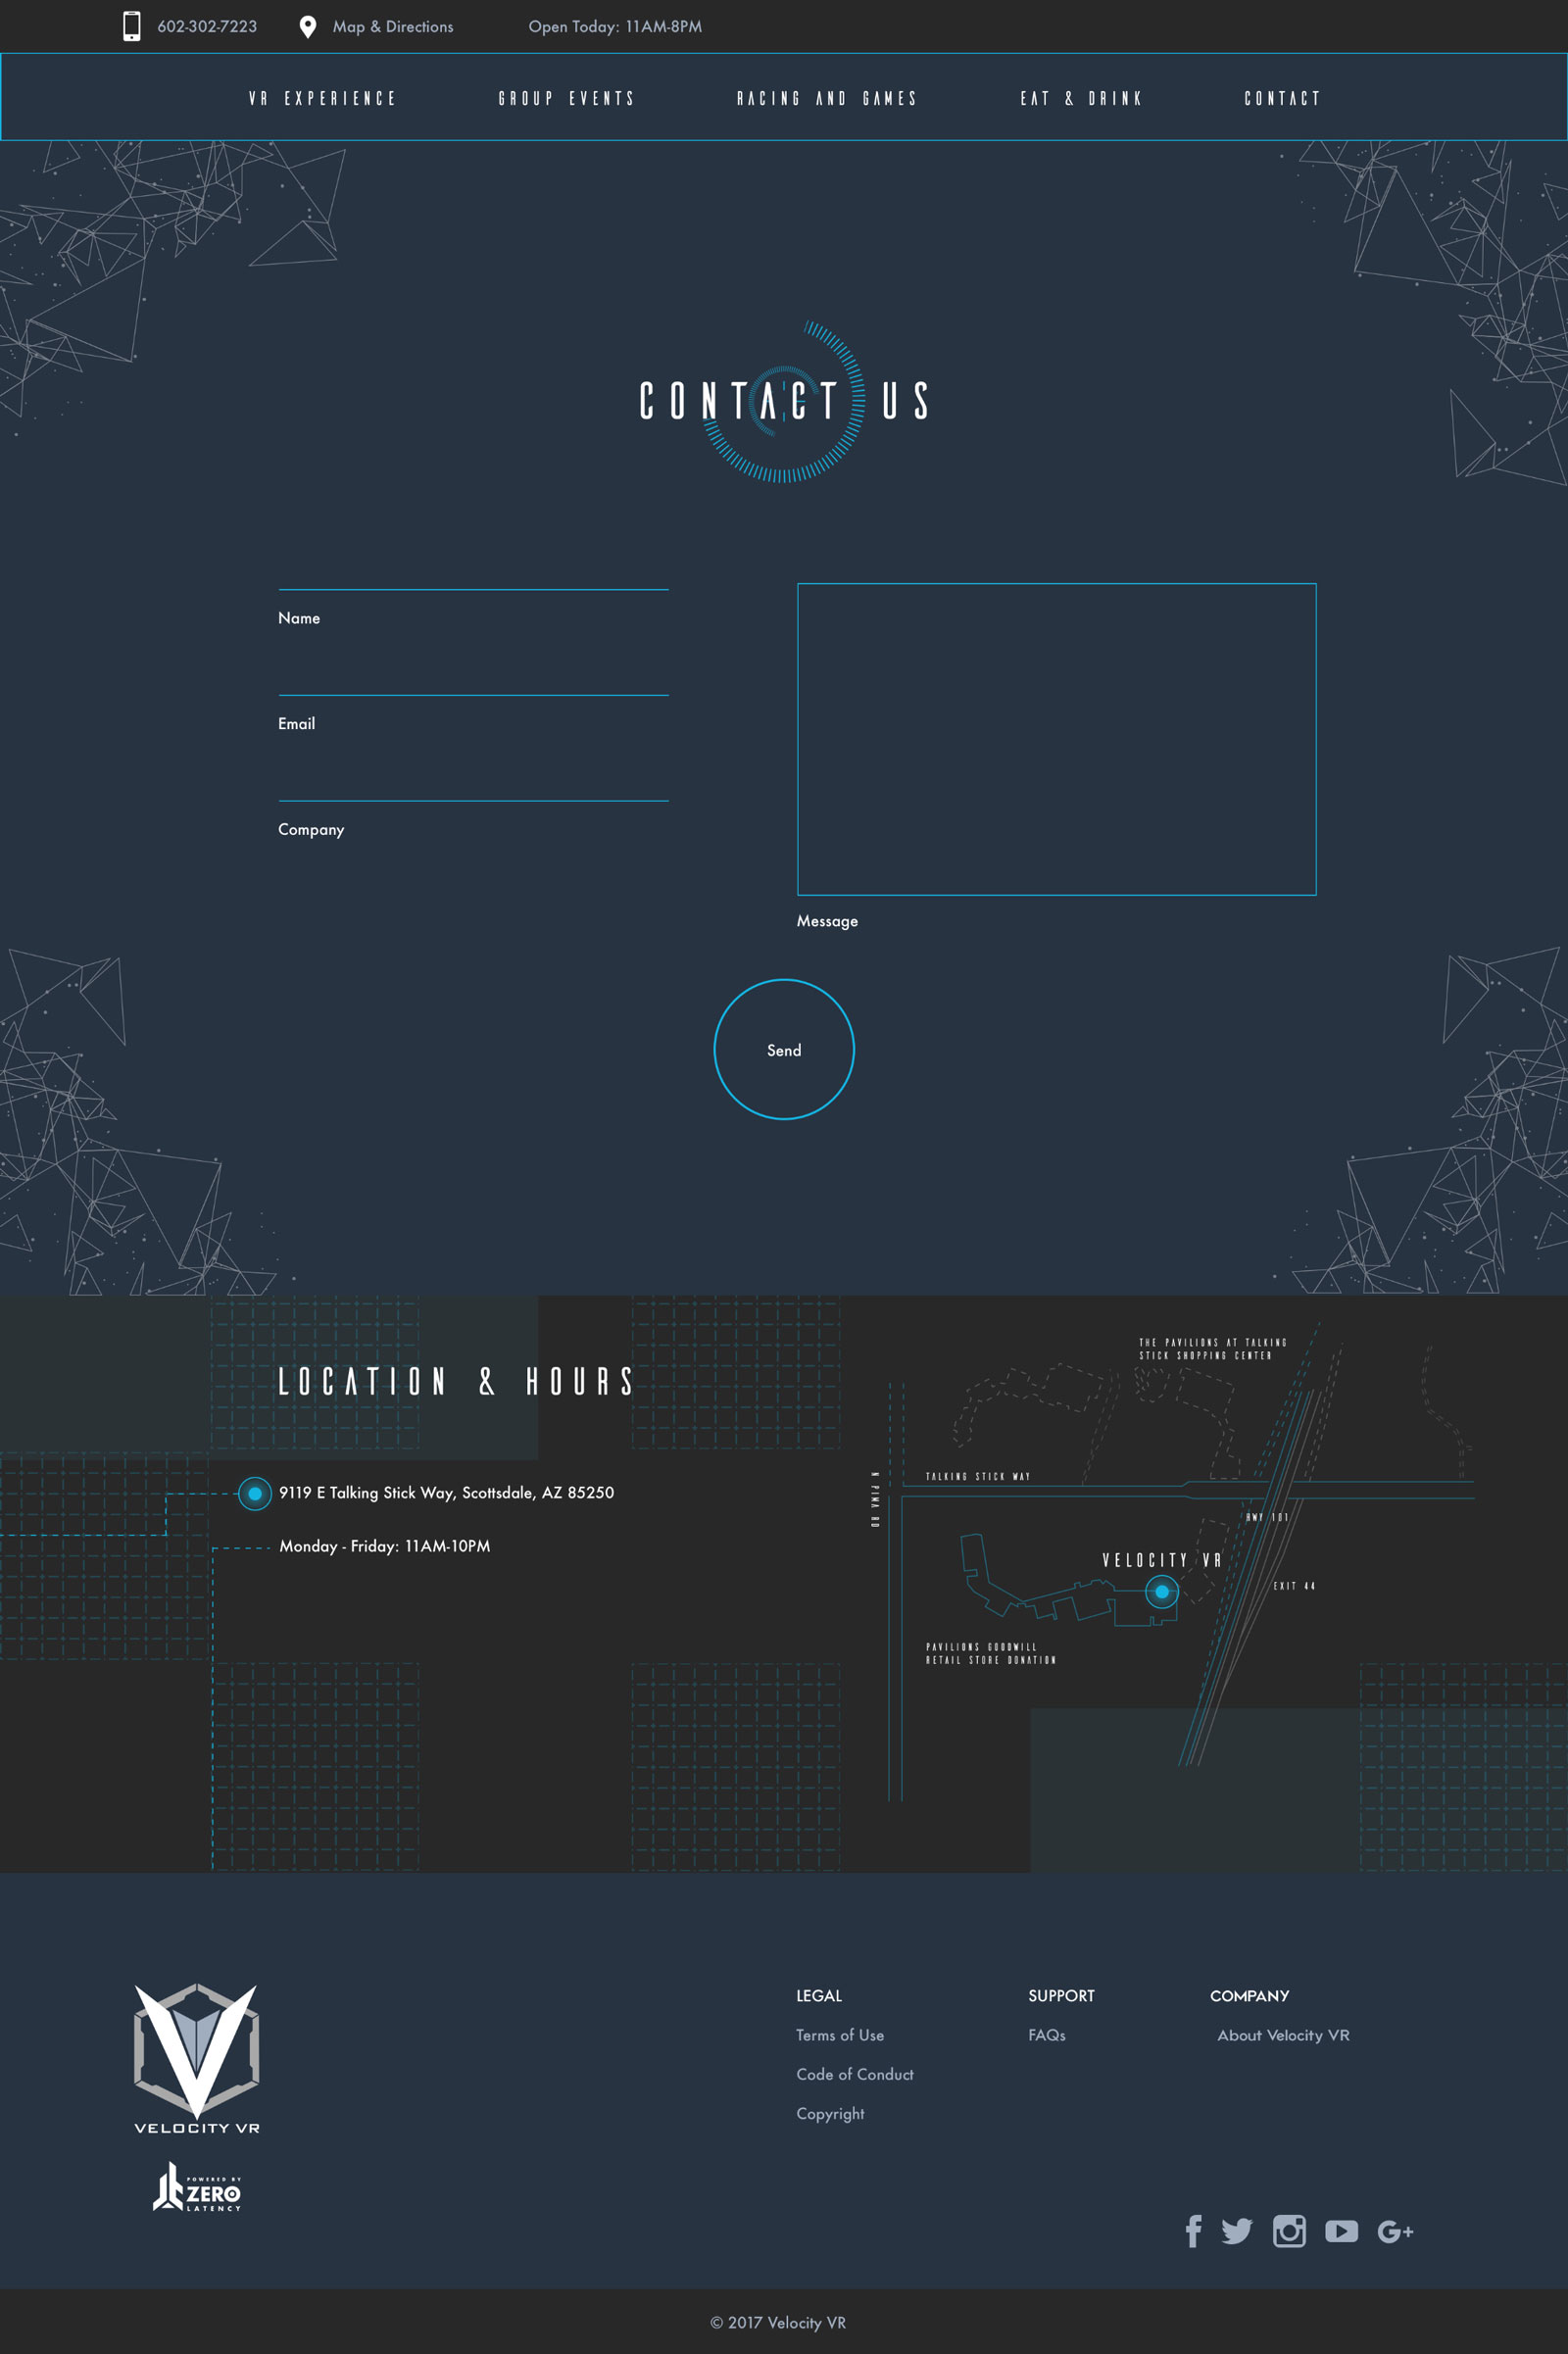 602-302-7223
Map & Directions
Open Today: 11AM-8PM
VR EXPERIENCE
GROUP EVENTS
RACING AND GAMES
EAT & DRINK
CONTACT
CONTACT US
Name
Email
Company
Message
Send
LOCATION & HOURS
9119 E Talking Stick Way, Scottsdale, AZ 85250
Monday - Friday: 11AM-10PM
THE PAVILIONS AT TALKING
STICK SHOPPING CENTER
TALKING STICK WAY
N PIMA RD
HWY 101
VELOCITY VR
EXIT 44
PAVILIONS GOODWILL
RETAIL STORE DONATION
VELOCITY VR
POWERED BY
ZERO
LATENCY
LEGAL
Terms of Use
Code of Conduct
Copyright
SUPPORT
FAQs
COMPANY
About Velocity VR
© 2017 Velocity VR